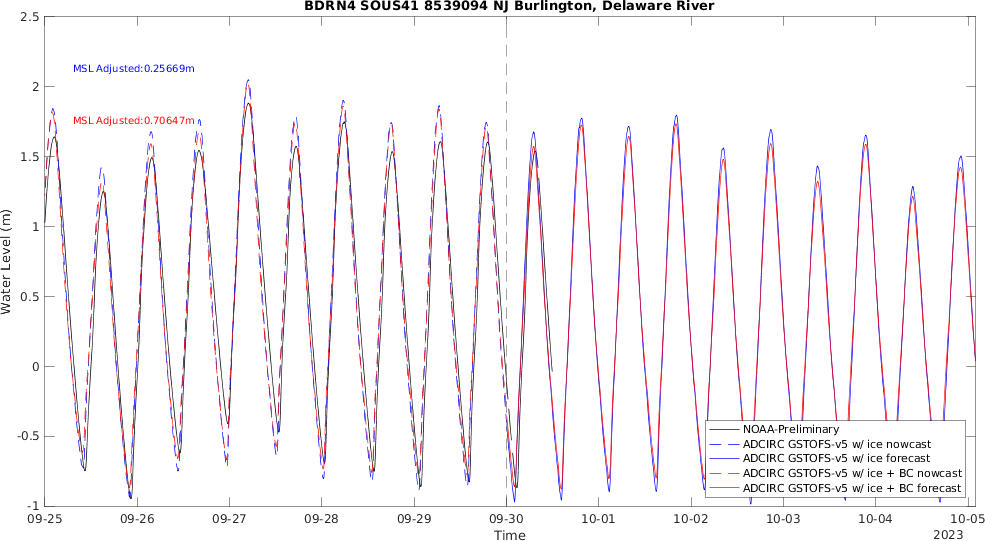 BDRN4 SOUS41 8539094 NJ Burlington, Delaware River
2.5
MSL Adjusted:0.25669m
2
MSL Adjusted:0.70647m
1.5
1
0.5
0
-0.5
-1
Water Level (m)
NOAA-Preliminary
ADCIRC GSTOFS-v5 w/ ice nowcast
ADCIRC GSTOFS-v5 w/ ice forecast
ADCIRC GSTOFS-v5 w/ ice + BC nowcast
ADCIRC GSTOFS-v5 w/ ice + BC forecast
09-25 09-26 09-27 09-28 09-29 09-30 10-01 10-02 10-03 10-04 10-05
Time
2023